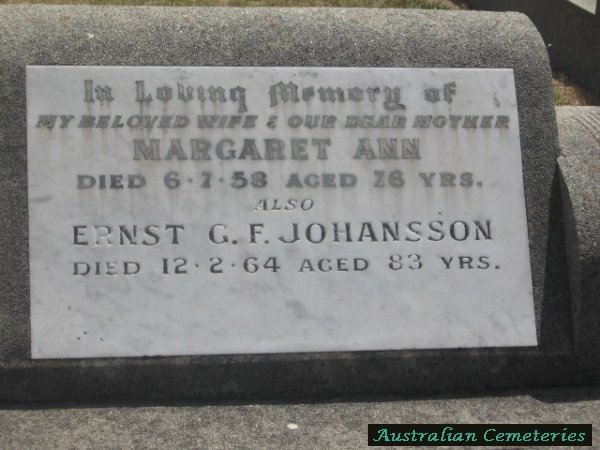 In Loving Memory of
MY BELOVED WIFE & OUR DEAR MOTHER
MARGARET ANN
DIED 6·7·58 AGED 76 YRS.
ALSO
ERNST G.F. JOHANSSON
DIED 12·2·64 AGED 83 YRS.
Australian Cemeteries